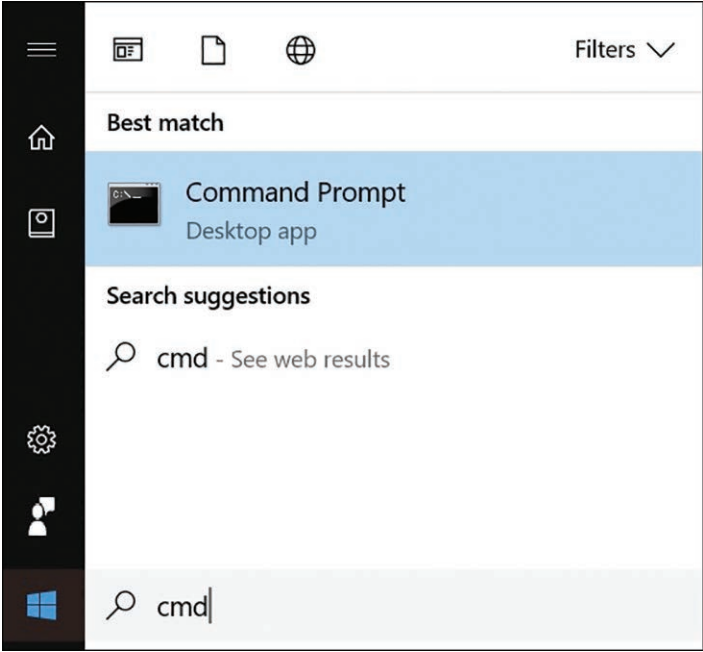 Filters
Best match
C:\_
Command Prompt
Desktop app
Search suggestions
cmd - See web results
cmd